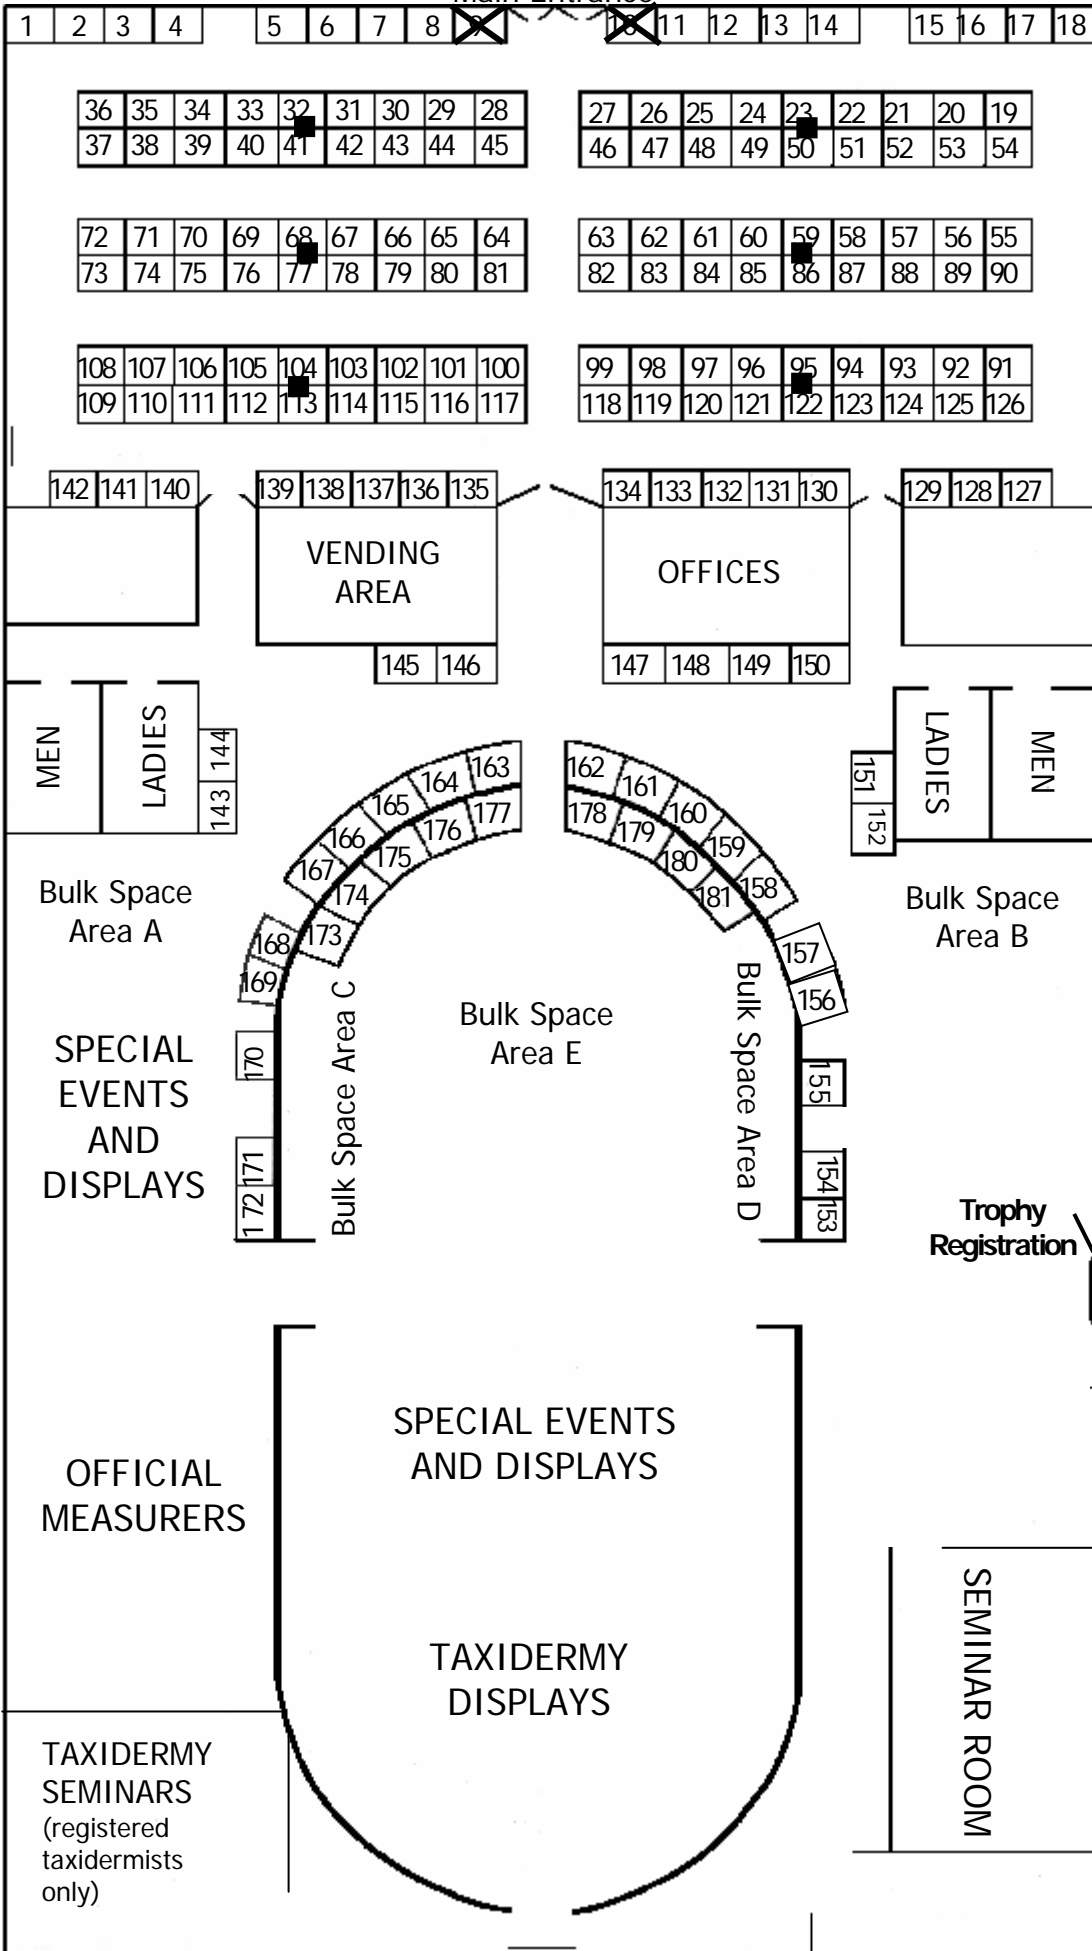 Main Entrance
1 2 3 4 5 6 7 8 9 10 11 12 13 14 15 16 17 18
36 35 34 33 32 31 30 29 28 27 26 25 24 23 22 21 20 19
37 38 39 40 41 42 43 44 45 46 47 48 49 50 51 52 53 54
72 71 70 69 68 67 66 65 64 63 62 61 60 59 58 57 56 55
73 74 75 76 77 78 79 80 81 82 83 84 85 86 87 88 89 90
108 107 106 105 104 103 102 101 100 99 98 97 96 95 94 93 92 91
109 110 111 112 113 114 115 116 117 118 119 120 121 122 123 124 125 126
142 141 140 139 138 137 136 135 134 133 132 131 130 129 128 127
VENDING
AREA
OFFICES
145 146 147 148 149 150
MEN
LADIES
144
143
LADIES
MEN
151
152
163
164
165
166
167
168
169
170
171
172
177
176
175
174
173
162
161
160
159
158
157
156
155
154
153
178
179
180
181
Bulk Space
Area A
Bulk Space
Area B
Bulk Space Area C
Bulk Space
Area E
Bulk Space Area D
SPECIAL
EVENTS
AND
DISPLAYS
Trophy
Registration
SPECIAL EVENTS
AND DISPLAYS
OFFICIAL
MEASURERS
TAXIDERMY
DISPLAYS
SEMINAR ROOM
TAXIDERMY
SEMINARS
(registered
taxidermists
only)